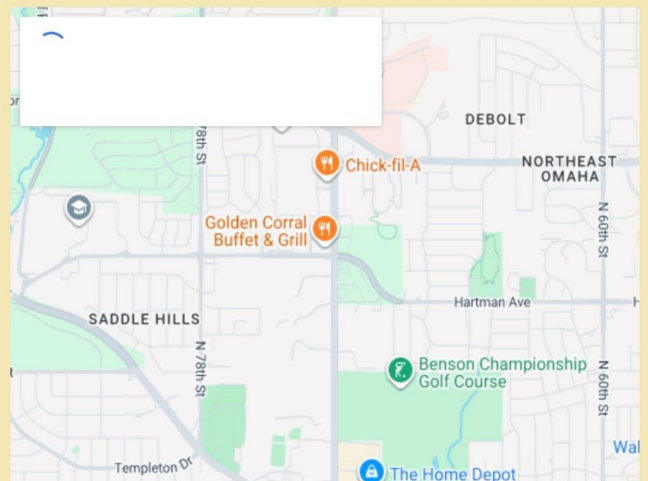 78th St
DEBOLT
Chick-fil-A
NORTHEAST
OMAHA
N 60th St
Golden Corral
Buffet & Grill
Hartman Ave
SADDLE HILLS
N 78th St
Benson Championship
Golf Course
N 60th St
Templeton Dr
The Home Depot
Wal